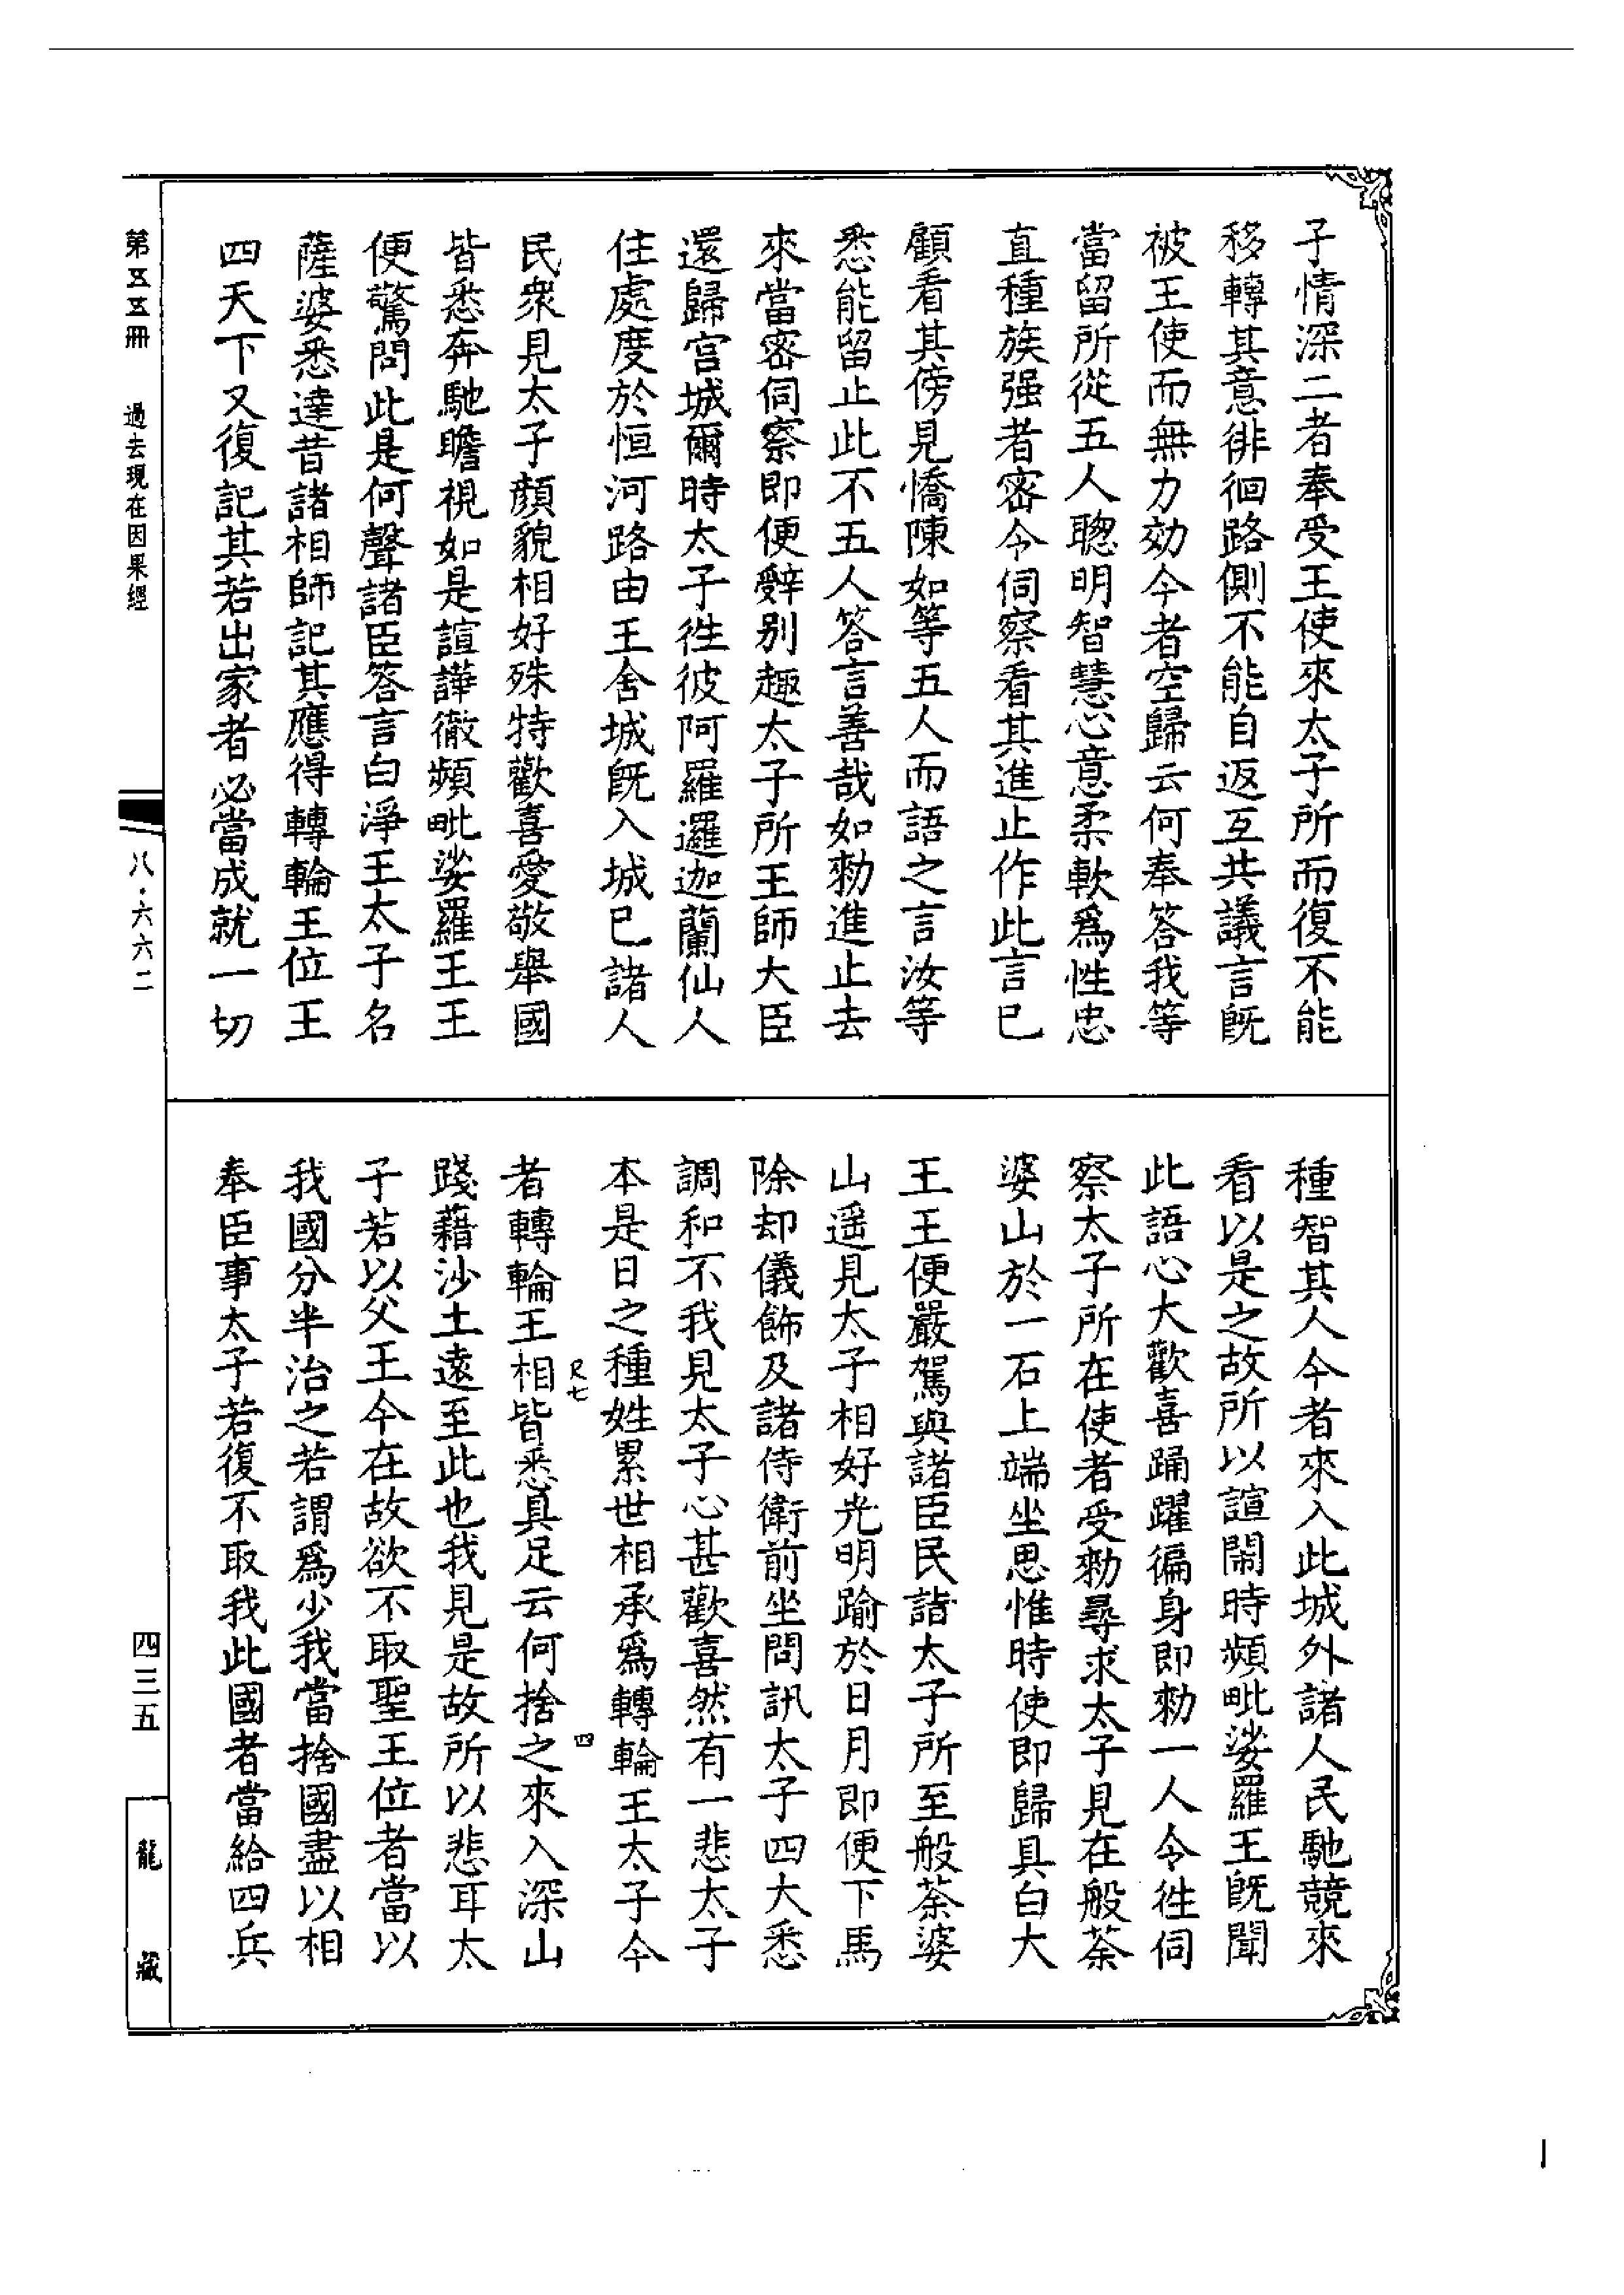 子情深二者奉受王使來太子所而復不能
移轉其意徘徊路側不能自返互共議言旣
被王使而無力効今者空歸云何奉答我等
當留所從五人聰明智慧心意柔軟爲性忠
直種族强者密令伺察看其進止作此言已
顧看其傍見憍陳如等五人而語之言汝等
悉能留止此不五人答言善哉如勑進止去
來當密伺察即便辤別趣太子所王師大臣
還歸宫城爾時太子徃彼阿羅邏迦蘭仙人
住處度於恒河路由王舍城旣入城已諸人
民衆見太子顔貌相好殊特歡喜愛敬舉國
皆悉奔馳瞻視如是諠譁徹頻毗娑羅王王
便驚問此是何聲諸臣答言白淨王太子名
薩婆悉達昔諸相師記其應得轉輪王位王
四天下又復記其若出家者必當成就一切
種智其人今者來入此城外諸人民馳競來
看以是之故所以諠閙時頻毗娑羅王旣聞
此語心大歡喜踊躍徧身即勑一人令徃伺
察太子所在使者受勑尋求太子見在般荼
婆山於一石上端坐思惟時使即歸具白大
王王便嚴駕與諸臣民詣太子所至般荼婆
山遥見太子相好光明踰於日月即便下馬
除却儀飾及諸侍衛前坐問訊太子四大悉
調和不我見太子心甚歡喜然有一悲太子
本是日之種姓累世相承爲轉輪王太子今
者轉輪王相皆悉具足云何捨之來入深山
尺七
四
踐藉沙土遠至此也我見是故所以悲耳太
子若以父王今在故欲不取聖王位者當以
我國分半治之若謂爲少我當捨國盡以相
奉臣事太子若復不取我此國者當給四兵
第五五冊
過去現在因果經
八·六六二
四三五
龍藏